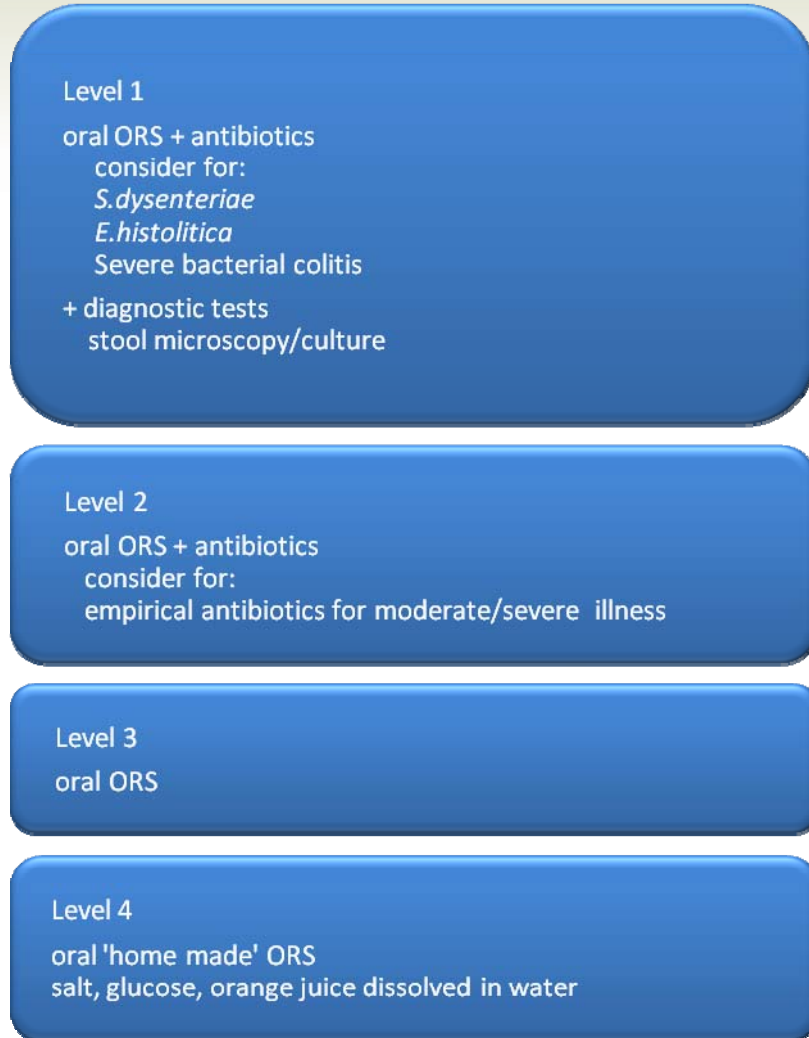 Level 1
oral ORS + antibiotics
consider for:
S.dysenteriae
E.histolitica
Severe bacterial colitis
+ diagnostic tests
stool microscopy/culture
Level 2
oral ORS + antibiotics
consider for:
empirical antibiotics for moderate/severe illness
Level 3
oral ORS
Level 4
oral 'home made' ORS
salt, glucose, orange juice dissolved in water